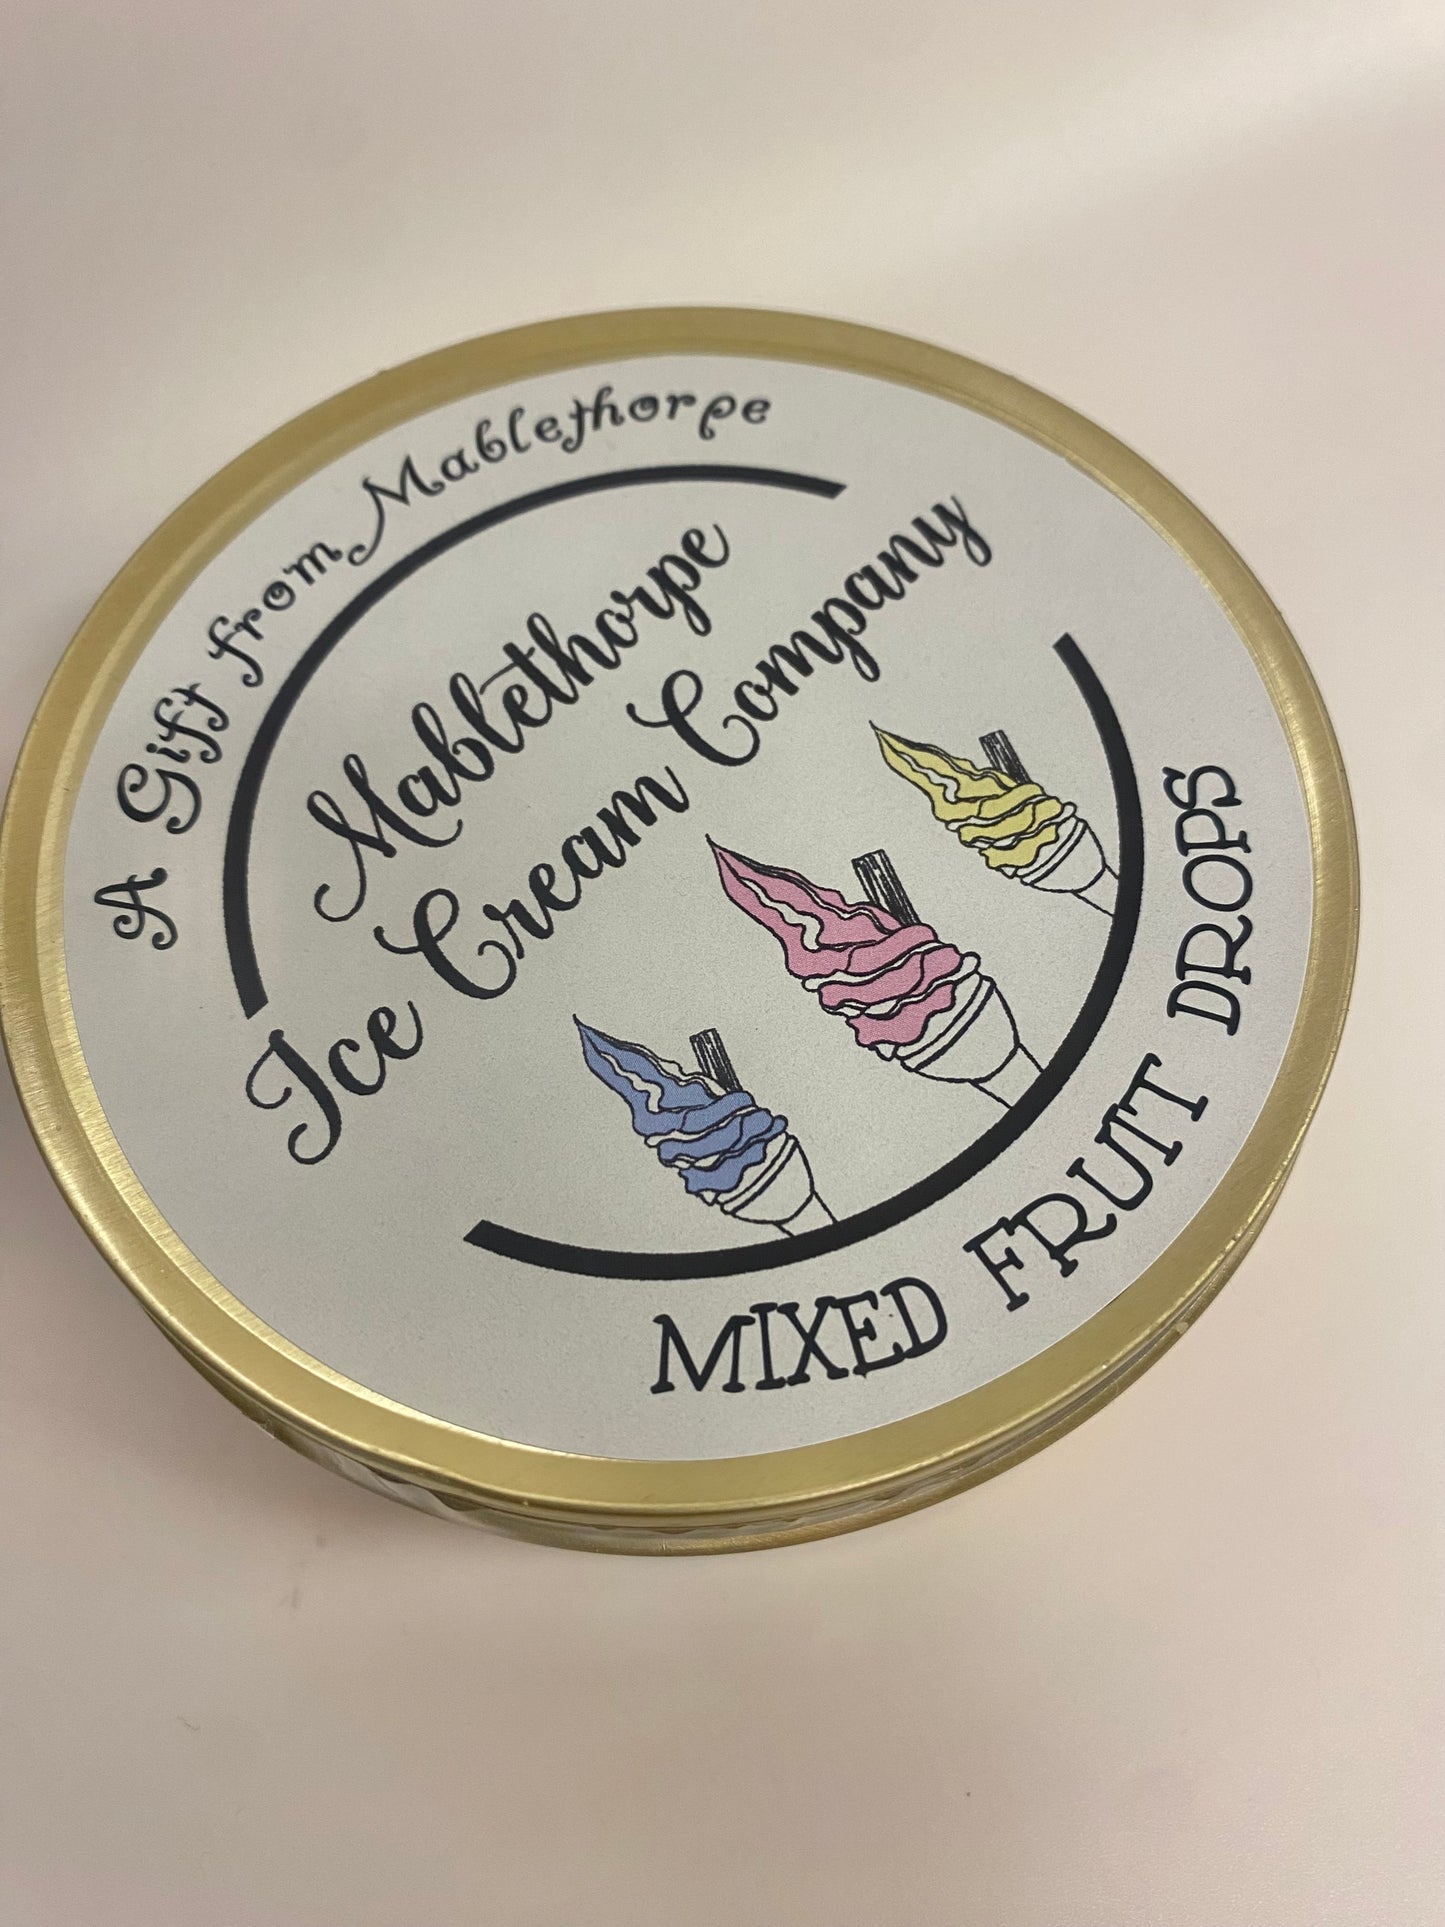 A Gift from Mablethorpe
Mablethorpe
Ice Cream Company
MIXED FRUIT DROPS